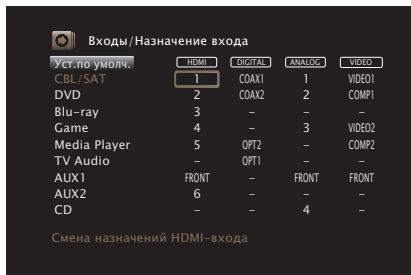 Входы/Назначение входа
Уст.по умолч. HDMI DIGITAL ANALOG VIDEO
CBL/SAT 1 COAX1 1 VIDEO1
DVD 2 COAX2 2 COMP1
Blu-ray 3 – – –
Game 4 – 3 VIDEO2
Media Player 5 OPT2 – COMP2
TV Audio – OPT1 – –
AUX1 FRONT – FRONT FRONT
AUX2 6 – – –
CD – – 4 –
Смена назначений HDMI-входа